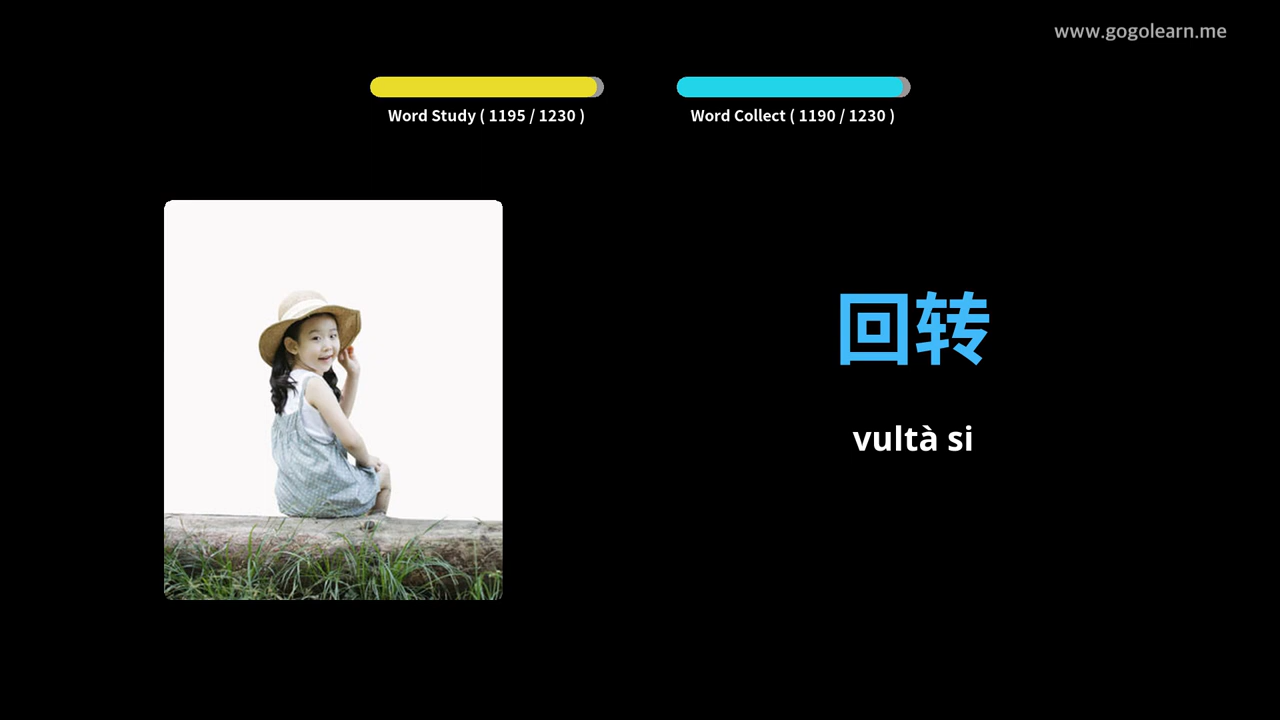 www.gogolearn.me
Word Study ( 1195 / 1230 )
Word Collect ( 1190 / 1230 )
回转
vultà si